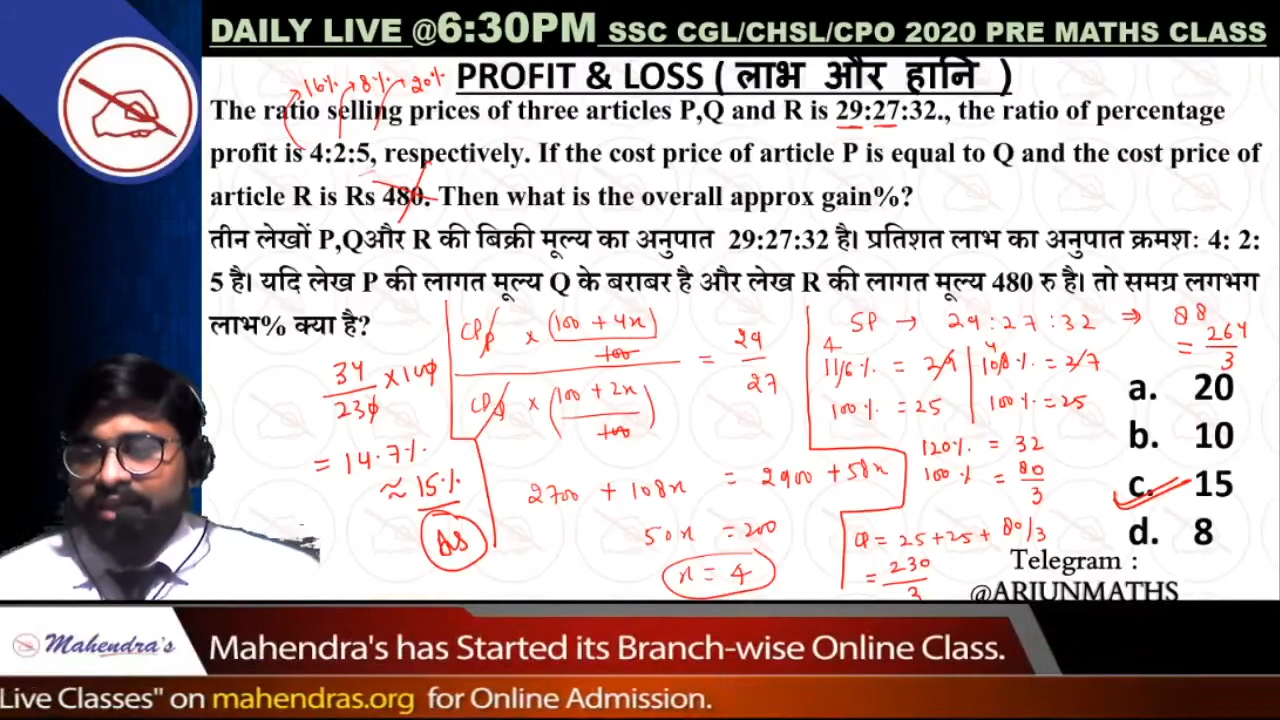 DAILY LIVE @6:30PM SSC CGL/CHSL/CPO 2020 PRE MATHS CLASS
PROFIT & LOSS ( लाभ और हानि )
16% 8% 20%
The ratio selling prices of three articles P,Q and R is 29:27:32., the ratio of percentage
profit is 4:2:5, respectively. If the cost price of article P is equal to Q and the cost price of
article R is Rs 480. Then what is the overall approx gain%?
तीन लेखों P,Qऔर R की बिक्री मूल्य का अनुपात 29:27:32 है। प्रतिशत लाभ का अनुपात क्रमशः 4: 2:
5 है। यदि लेख P की लागत मूल्य Q के बराबर है और लेख R की लागत मूल्य 480 रु है। तो समग्र लगभग
लाभ% क्या है?
34/230 × 100
= 14.7%
≈ 15%
CPp × (100 + 4x)/100
CP × (100 + 2x)/100
= 29/27
2700 + 108x = 2900 + 58x
50x = 200
x = 4
SP → 29:27:32 ⇒ 88
= 264/3
116% = 29
100% = 25
108% = 27
100% = 25
120% = 32
100% = 80/3
CP = 25+25+ 80/3
= 230/3
a. 20
b. 10
c. 15
d. 8
Telegram :
@ARJUNMATHS
Mahendra's
Mahendra's has Started its Branch-wise Online Class.
Live Classes" on mahendras.org for Online Admission.